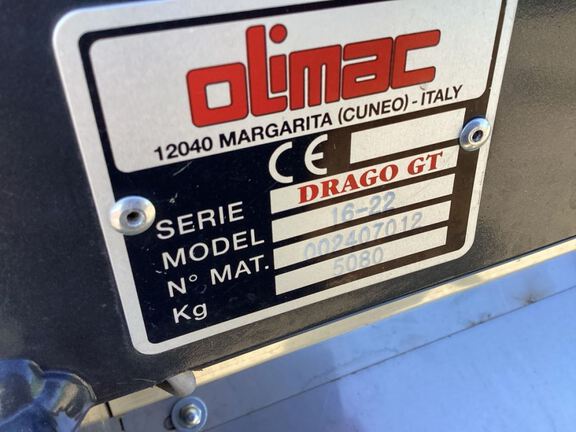 olimac
12040 MARGARITA (CUNEO) - ITALY
CE
SERIE DRAGO GT
MODEL 16-22
N° MAT. 002407012
Kg 5080